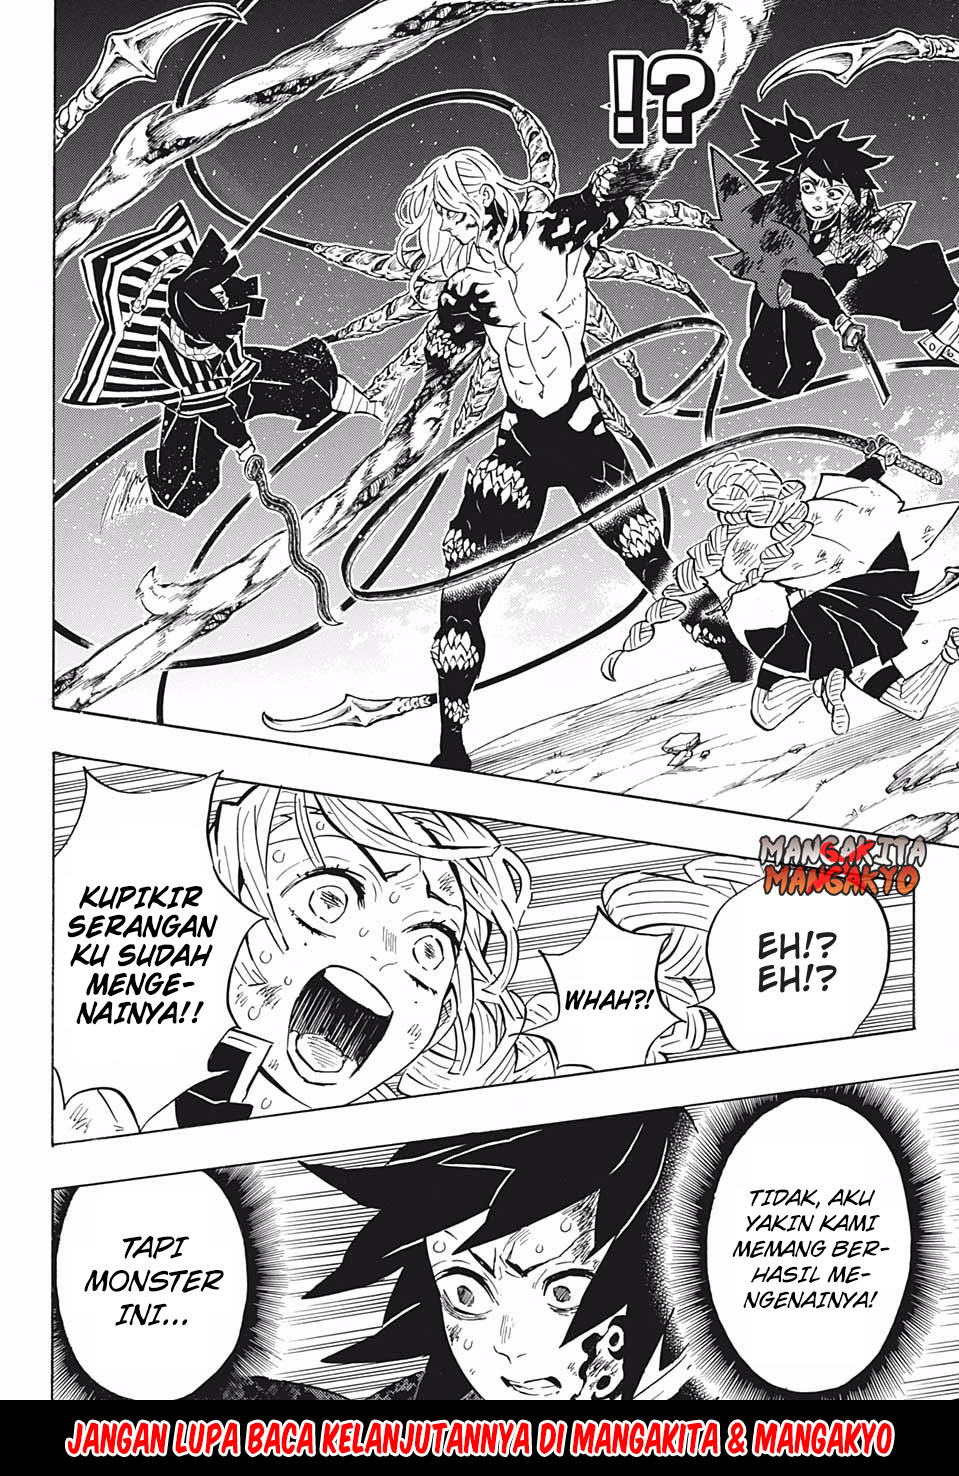 !?
EH!?
EH!?
WHAH?!
KUPIKIR
SERANGAN
KU SUDAH
MENGE-
NAINYA!!
MANGAKITA
MANGAKYO
TIDAK, AKU
YAKIN KAMI
MEMANG BER-
HASIL ME-
NGENAINYA!
TAPI
MONSTER
INI...
JANGAN LUPA BACA KELANJUTANNYA DI MANGAKITA & MANGAKYO